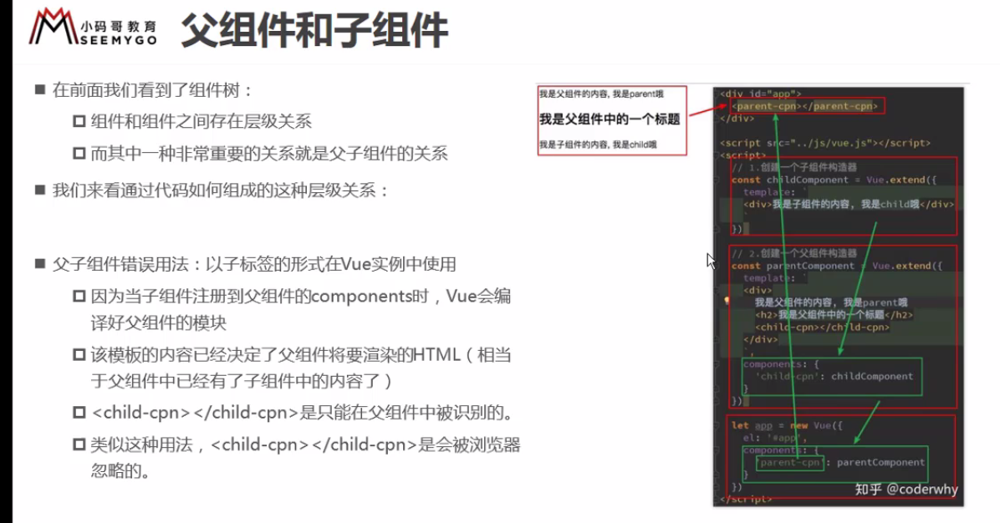 小码哥教育
SEEMYGO
父组件和子组件
在前面我们看到了组件树：
组件和组件之间存在层级关系
而其中一种非常重要的关系就是父子组件的关系
我们来看通过代码如何组成的这种层级关系：
父子组件错误用法：以子标签的形式在Vue实例中使用
因为当子组件注册到父组件的components时，Vue会编
译好父组件的模块
该模板的内容已经决定了父组件将要渲染的HTML（相当
于父组件中已经有了子组件中的内容了）
<child-cpn></child-cpn>是只能在父组件中被识别的。
类似这种用法，<child-cpn></child-cpn>是会被浏览器
忽略的。
我是父组件的内容, 我是parent哦
我是父组件中的一个标题
我是子组件的内容, 我是child哦
<div id="app">
<parent-cpn></parent-cpn>
</div>
<script src="../js/vue.js"></script>
<script>
// 1.创建一个子组件构造器
const childComponent = Vue.extend({
template: `
<div>我是子组件的内容, 我是child哦</div>
`
})
// 2.创建一个父组件构造器
const parentComponent = Vue.extend({
template: `
<div>
我是父组件的内容, 我是parent哦
<h2>我是父组件中的一个标题</h2>
<child-cpn></child-cpn>
</div>
`,
components: {
'child-cpn': childComponent
}
})
let app = new Vue({
el: '#app',
components: {
'parent-cpn': parentComponent
}
})
</script>
知乎 @coderwhy